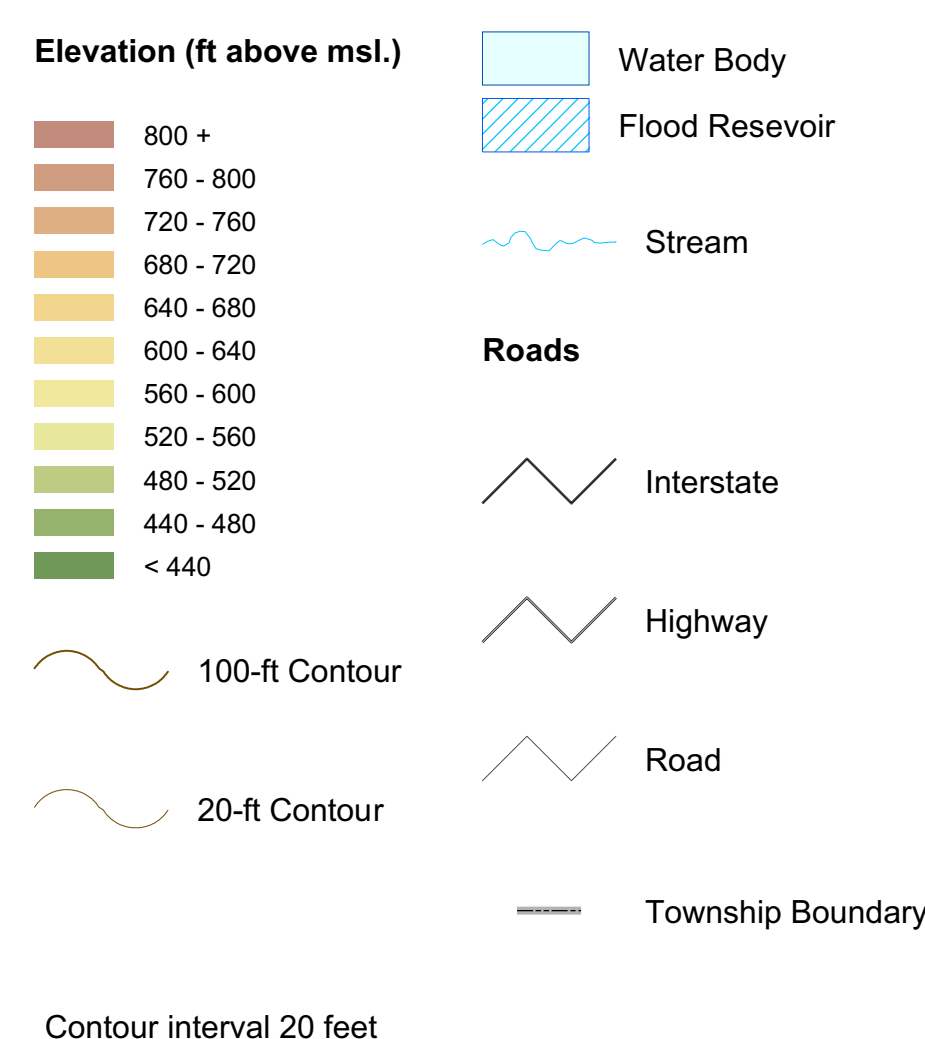 Elevation (ft above msl.)
800 +
760 - 800
720 - 760
680 - 720
640 - 680
600 - 640
560 - 600
520 - 560
480 - 520
440 - 480
< 440
100-ft Contour
20-ft Contour
Water Body
Flood Resevoir
Stream
Roads
Interstate
Highway
Road
Township Boundary
Contour interval 20 feet